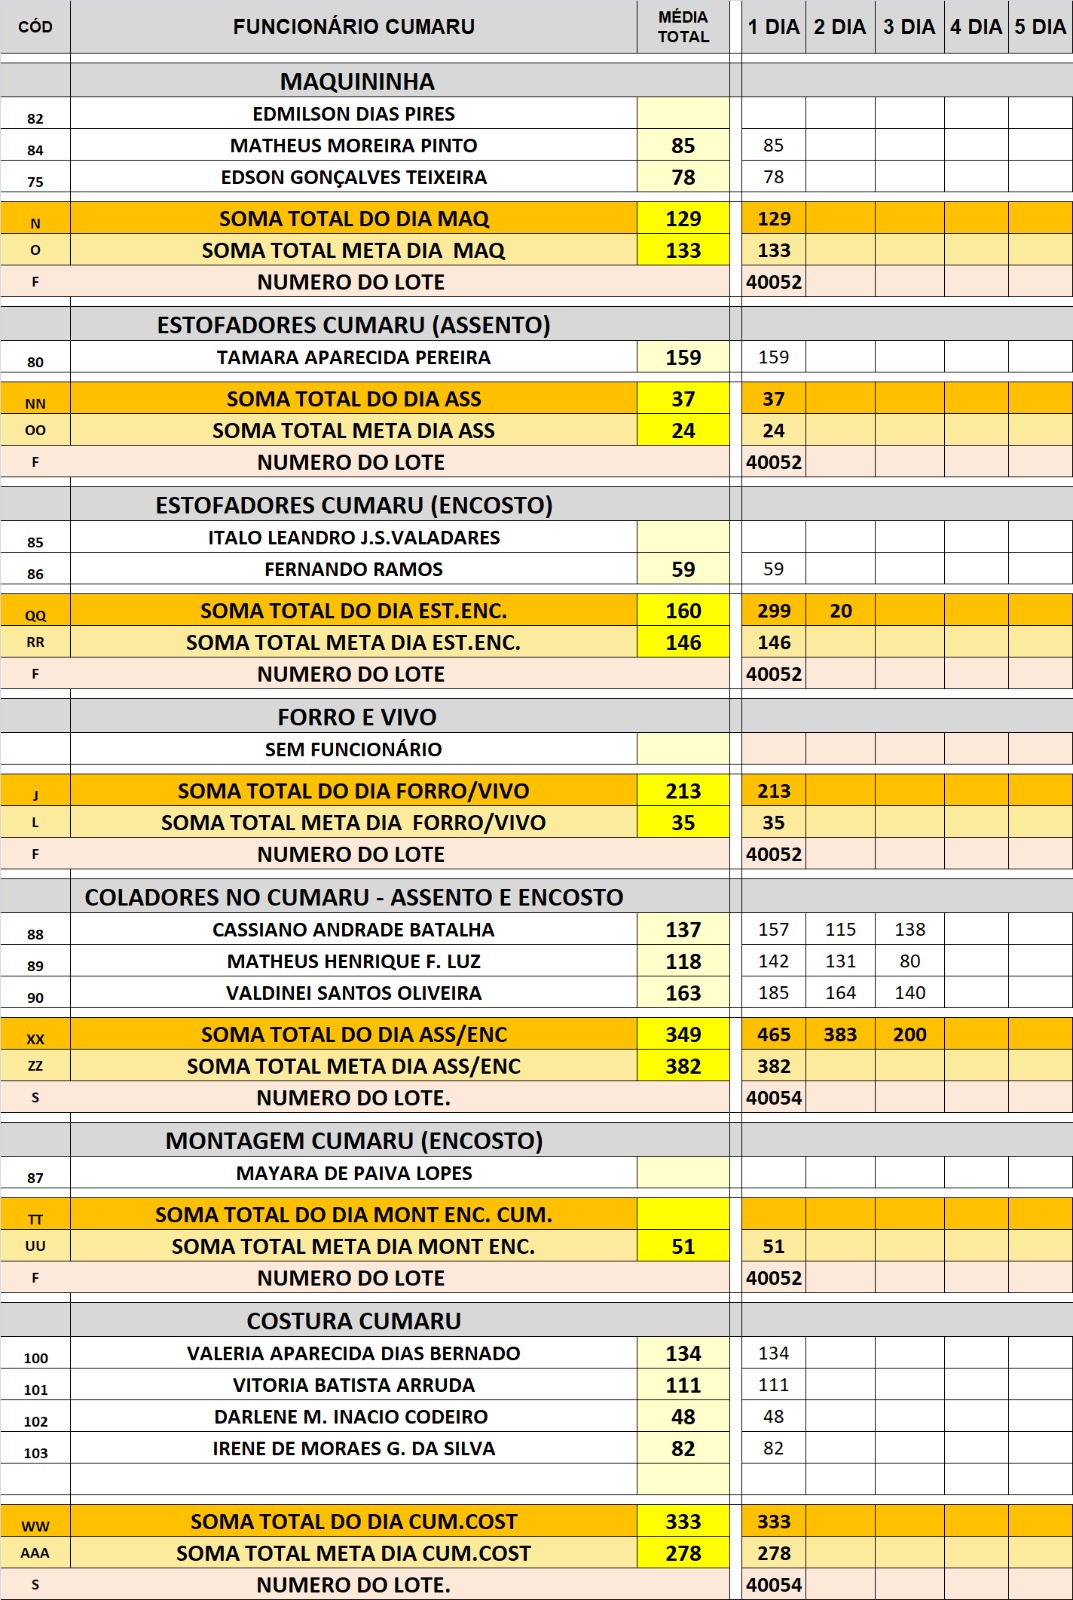 CÓD FUNCIONÁRIO CUMARU MÉDIA TOTAL 1 DIA 2 DIA 3 DIA 4 DIA 5 DIA
MAQUININHA
82 EDMILSON DIAS PIRES
84 MATHEUS MOREIRA PINTO 85 85
75 EDSON GONÇALVES TEIXEIRA 78 78
N SOMA TOTAL DO DIA MAQ 129 129
O SOMA TOTAL META DIA MAQ 133 133
F NUMERO DO LOTE 40052
ESTOFADORES CUMARU (ASSENTO)
80 TAMARA APARECIDA PEREIRA 159 159
NN SOMA TOTAL DO DIA ASS 37 37
OO SOMA TOTAL META DIA ASS 24 24
F NUMERO DO LOTE 40052
ESTOFADORES CUMARU (ENCOSTO)
85 ITALO LEANDRO J.S.VALADARES
86 FERNANDO RAMOS 59 59
QQ SOMA TOTAL DO DIA EST.ENC. 160 299 20
RR SOMA TOTAL META DIA EST.ENC. 146 146
F NUMERO DO LOTE 40052
FORRO E VIVO
SEM FUNCIONÁRIO
J SOMA TOTAL DO DIA FORRO/VIVO 213 213
L SOMA TOTAL META DIA FORRO/VIVO 35 35
F NUMERO DO LOTE 40052
COLADORES NO CUMARU - ASSENTO E ENCOSTO
88 CASSIANO ANDRADE BATALHA 137 157 115 138
89 MATHEUS HENRIQUE F. LUZ 118 142 131 80
90 VALDINEI SANTOS OLIVEIRA 163 185 164 140
XX SOMA TOTAL DO DIA ASS/ENC 349 465 383 200
ZZ SOMA TOTAL META DIA ASS/ENC 382 382
S NUMERO DO LOTE. 40054
MONTAGEM CUMARU (ENCOSTO)
87 MAYARA DE PAIVA LOPES
TT SOMA TOTAL DO DIA MONT ENC. CUM.
UU SOMA TOTAL META DIA MONT ENC. 51 51
F NUMERO DO LOTE 40052
COSTURA CUMARU
100 VALERIA APARECIDA DIAS BERNADO 134 134
101 VITORIA BATISTA ARRUDA 111 111
102 DARLENE M. INACIO CODEIRO 48 48
103 IRENE DE MORAES G. DA SILVA 82 82
WW SOMA TOTAL DO DIA CUM.COST 333 333
AAA SOMA TOTAL META DIA CUM.COST 278 278
S NUMERO DO LOTE. 40054